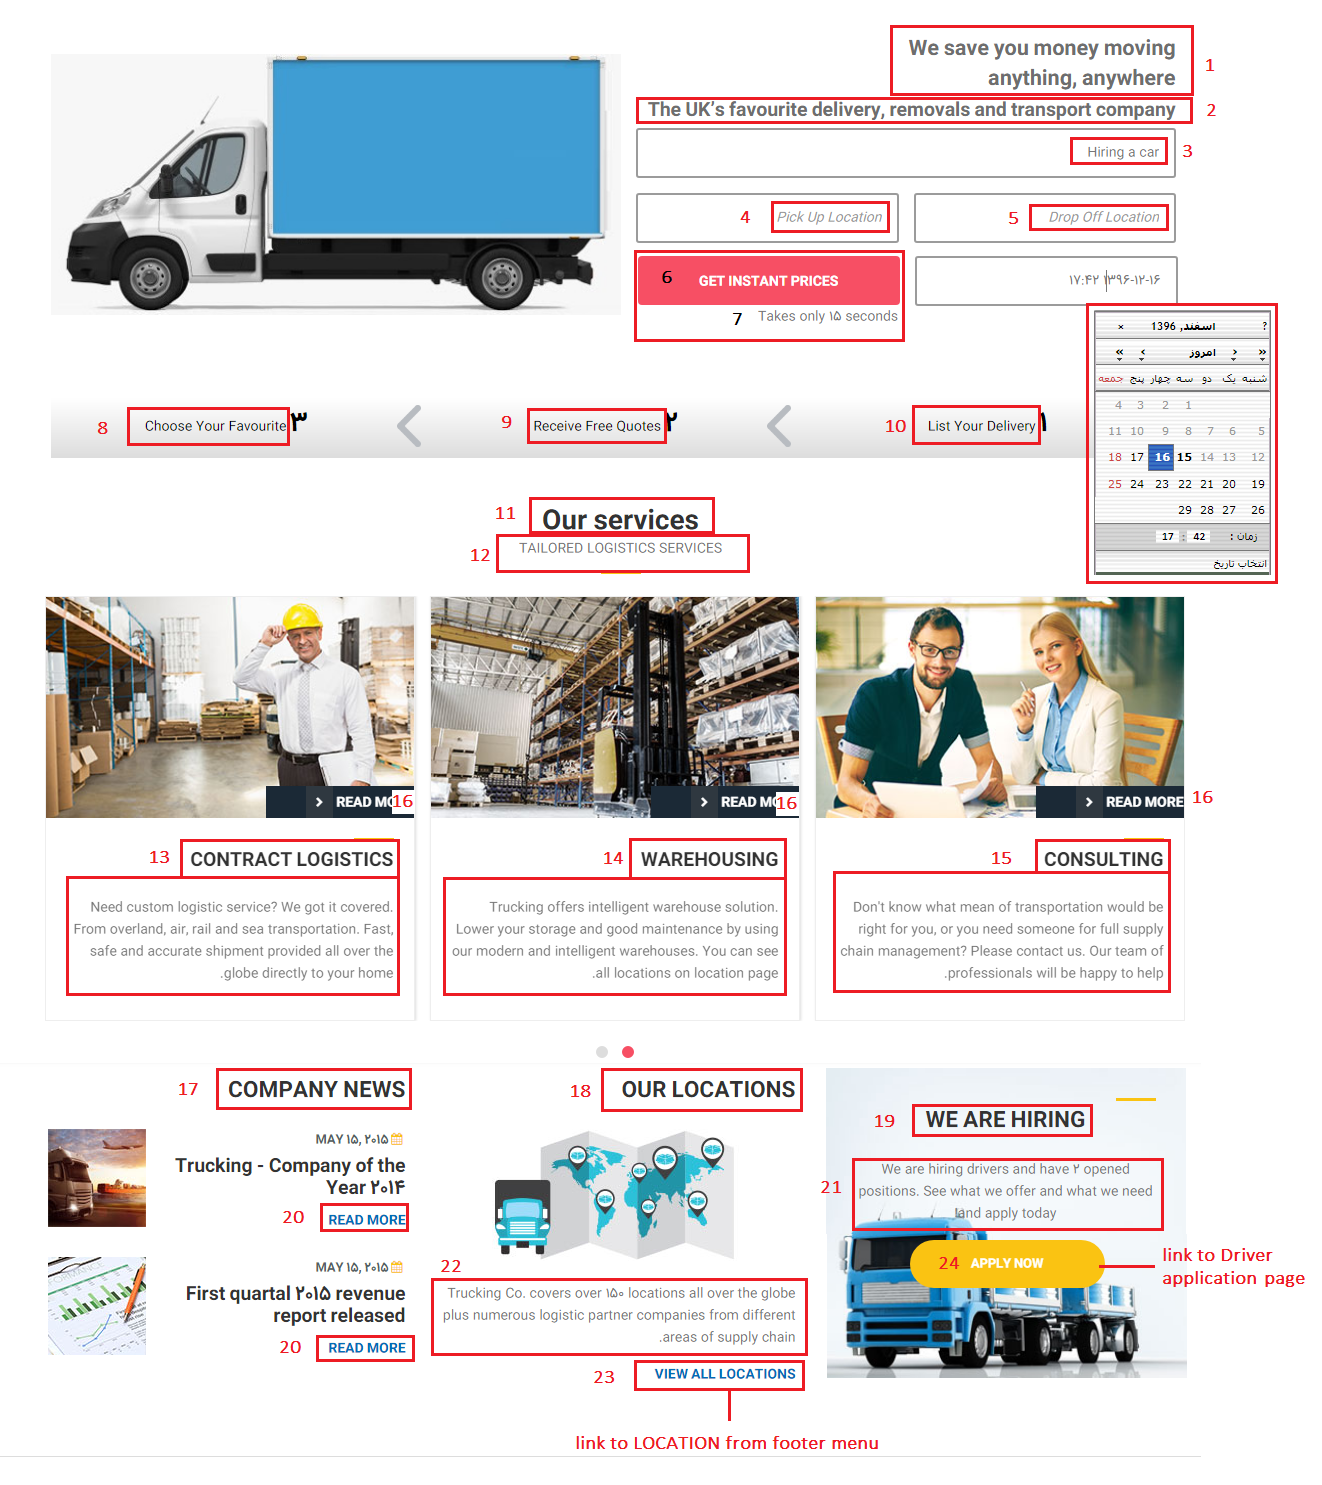 We save you money moving
anything, anywhere
1
The UK's favourite delivery, removals and transport company
2
Hiring a car
3
4
Pick Up Location
5
Drop Off Location
6
GET INSTANT PRICES
۱۳۹۶-۱۲-۱۶ ۱۷:۴۲
7
Takes only ۱۵ seconds
? اسفند, 1396 ×
« ‹ امروز › »
شنبه یک دو سه چهار پنج جمعه
4 3 2 1
11 10 9 8 7 6 5
18 17 16 15 14 13 12
25 24 23 22 21 20 19
29 28 27 26
زمان : 17 : 42
انتخاب تاریخ
8
Choose Your Favourite
۳
9
Receive Free Quotes
۲
10
List Your Delivery
۱
11
Our services
12
TAILORED LOGISTICS SERVICES
READ MO
16
READ MO
16
READ MORE
16
13
CONTRACT LOGISTICS
Need custom logistic service? We got it covered.
From overland, air, rail and sea transportation. Fast,
safe and accurate shipment provided all over the
.globe directly to your home
14
WAREHOUSING
Trucking offers intelligent warehouse solution.
Lower your storage and good maintenance by using
our modern and intelligent warehouses. You can see
.all locations on location page
15
CONSULTING
Don't know what mean of transportation would be
right for you, or you need someone for full supply
chain management? Please contact us. Our team of
.professionals will be happy to help
17
COMPANY NEWS
MAY ۱۵, ۲۰۱۵
Trucking - Company of the
Year ۲۰۱۴
20
READ MORE
MAY ۱۵, ۲۰۱۵
First quartal ۲۰۱۵ revenue
report released
20
READ MORE
18
OUR LOCATIONS
22
Trucking Co. covers over ۱۵۰ locations all over the globe
plus numerous logistic partner companies from different
.areas of supply chain
23
VIEW ALL LOCATIONS
link to LOCATION from footer menu
19
WE ARE HIRING
21
We are hiring drivers and have ۲ opened
positions. See what we offer and what we need
!and apply today
24
APPLY NOW
link to Driver
application page